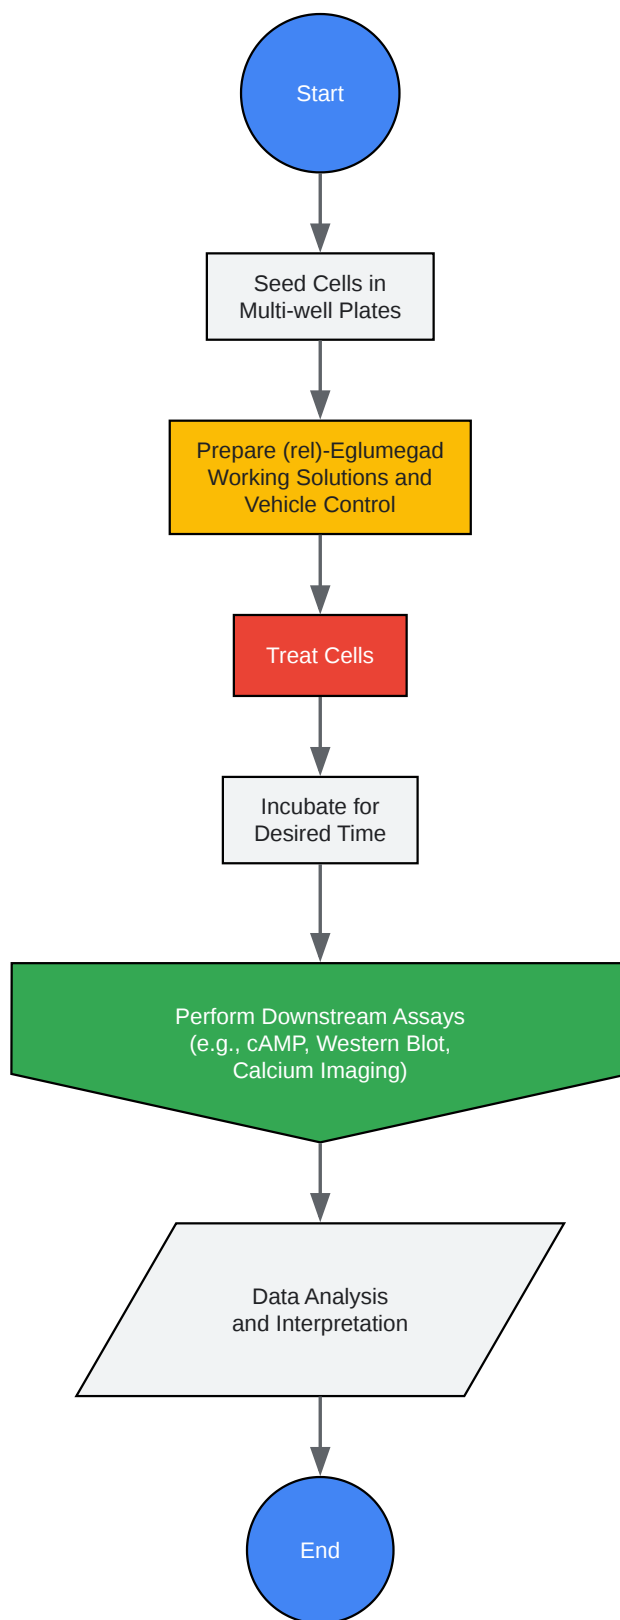 Start
Seed Cells in
Multi-well Plates
Prepare (rel)-Eglumegad
Working Solutions and
Vehicle Control
Treat Cells
Incubate for
Desired Time
Perform Downstream Assays
(e.g., cAMP, Western Blot,
Calcium Imaging)
Data Analysis
and Interpretation
End